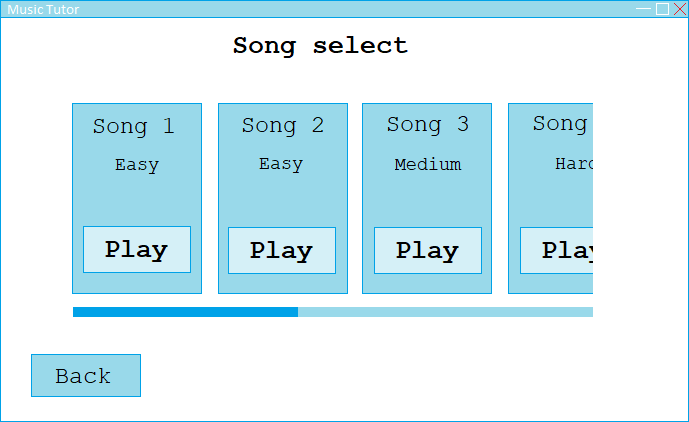 Music Tutor
Song select
Song 1
Easy
Play
Song 2
Easy
Play
Song 3
Medium
Play
Song
Hard
Play
Back